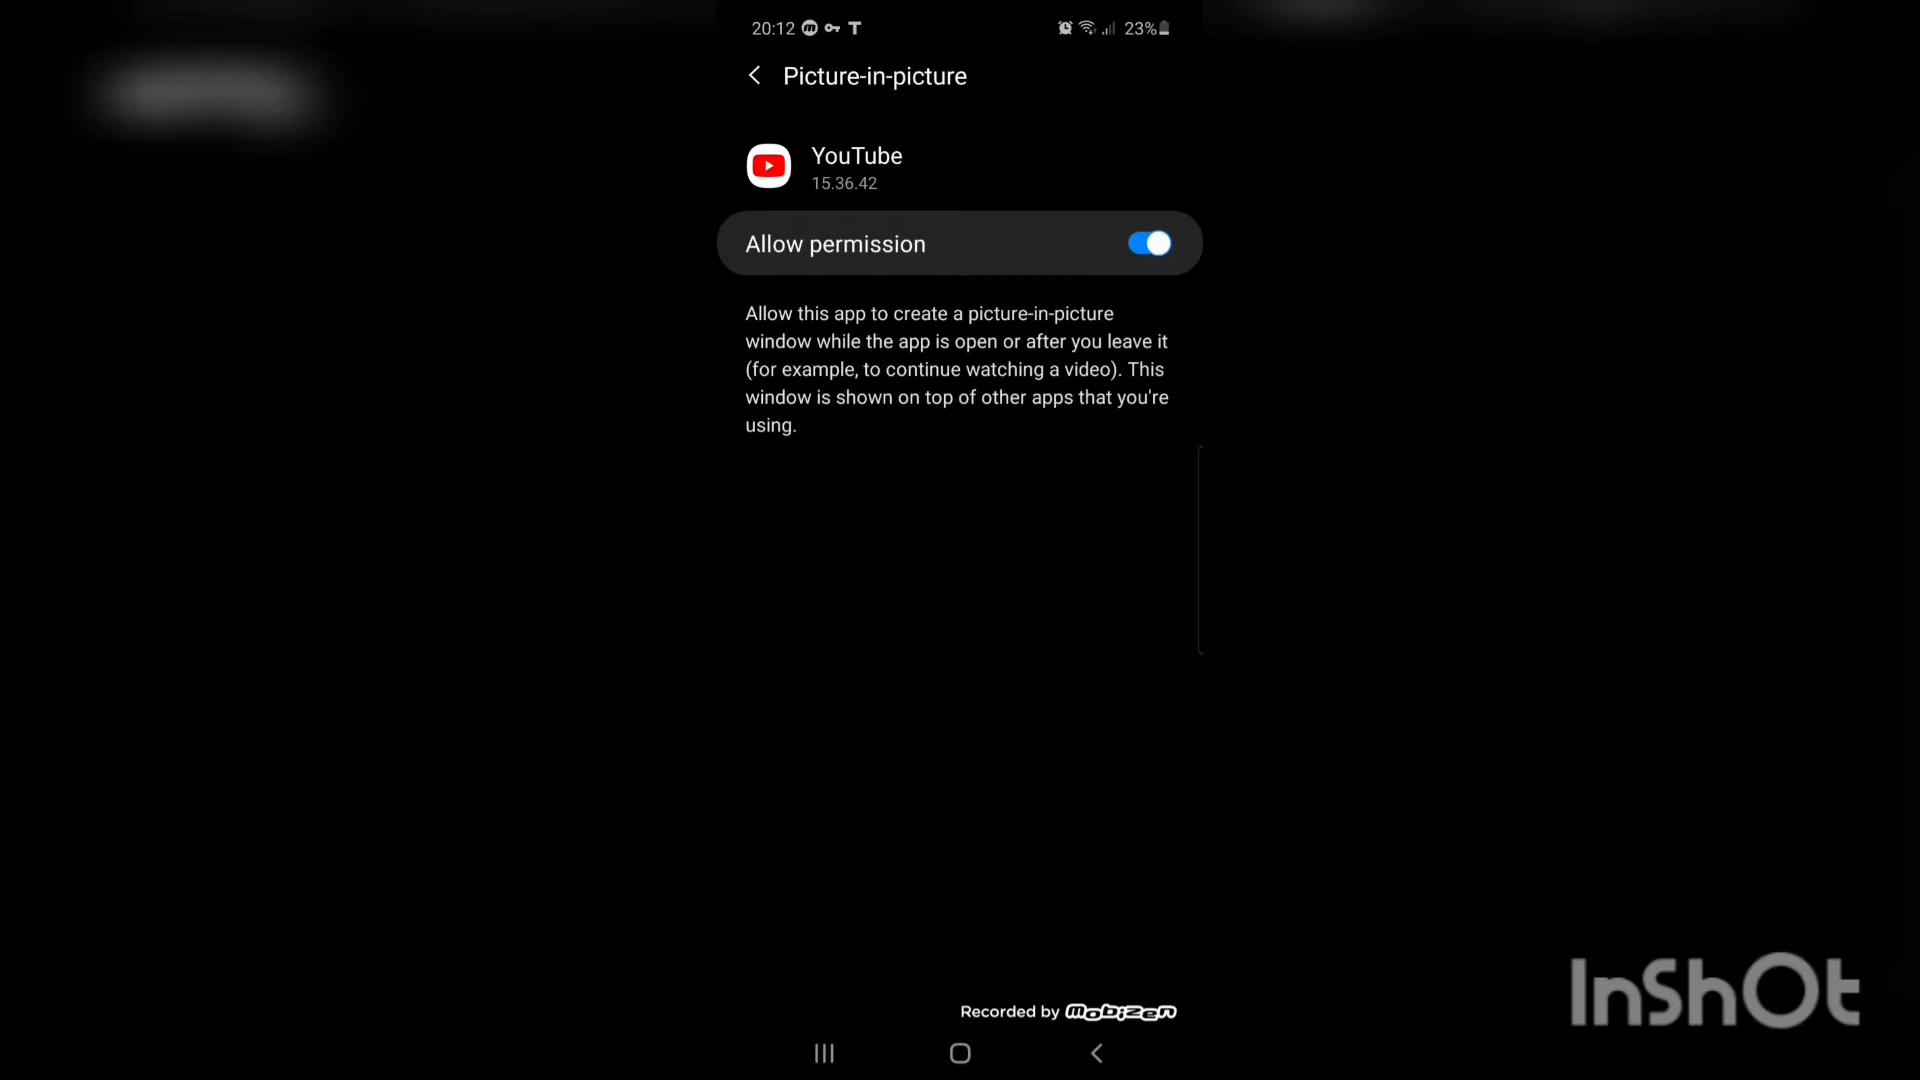 20:12 T 23%
Picture-in-picture
YouTube
15.36.42
Allow permission
Allow this app to create a picture-in-picture
window while the app is open or after you leave it
(for example, to continue watching a video). This
window is shown on top of other apps that you're
using.
Recorded by mobizen
InShOt